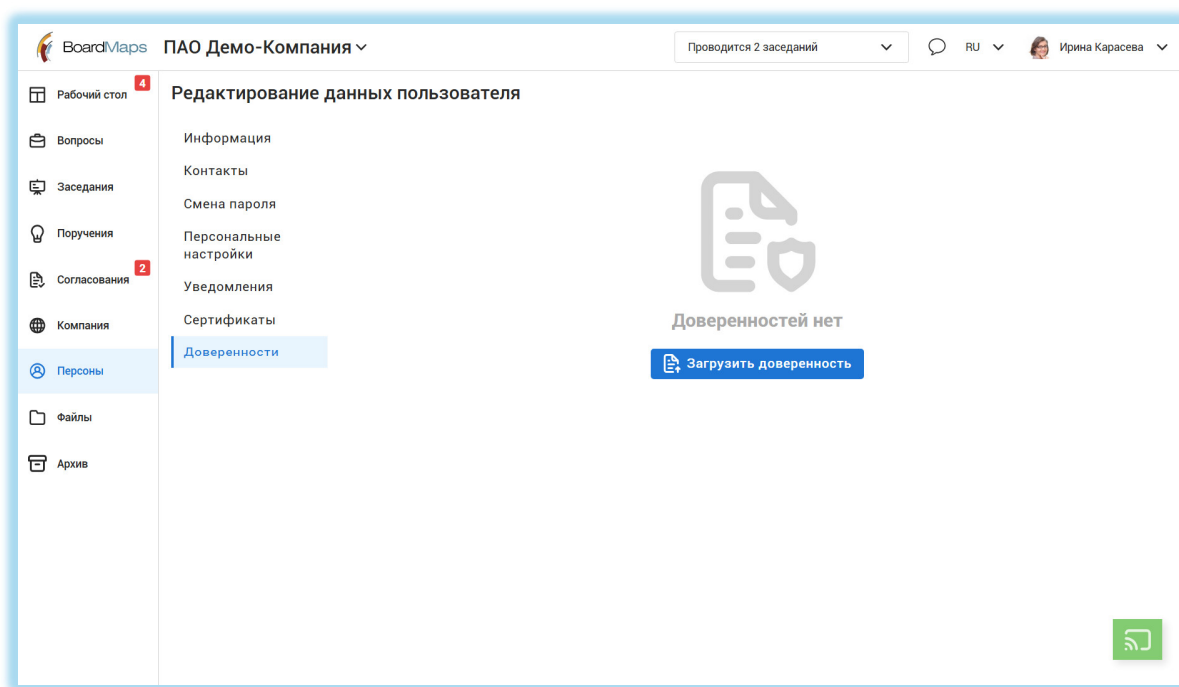 BoardMaps
ПАО Демо-Компания
Проводится 2 заседаний
RU
Ирина Карасева
Рабочий стол
4
Вопросы
Заседания
Поручения
Согласования
2
Компания
Персоны
Файлы
Архив
Редактирование данных пользователя
Информация
Контакты
Смена пароля
Персональные
настройки
Уведомления
Сертификаты
Доверенности
Доверенностей нет
Загрузить доверенность